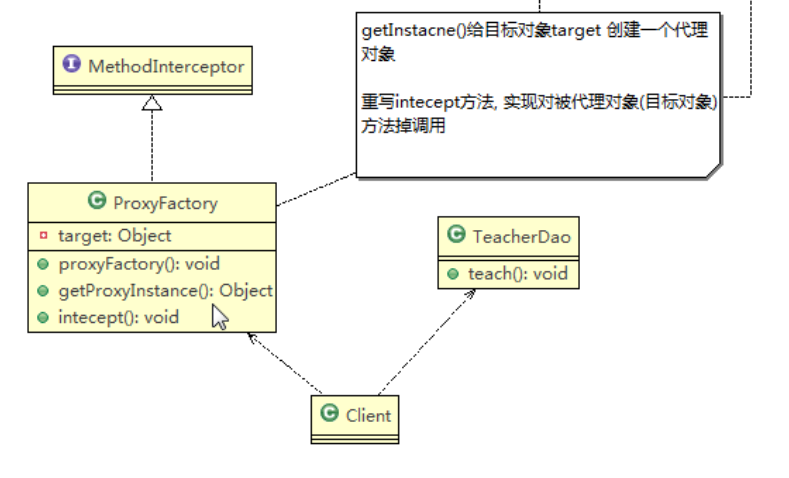 getInstacne()给目标对象target 创建一个代理
对象
重写intecept方法, 实现对被代理对象(目标对象)
方法掉调用
MethodInterceptor
ProxyFactory
target: Object
proxyFactory(): void
getProxyInstance(): Object
intecept(): void
TeacherDao
teach(): void
Client